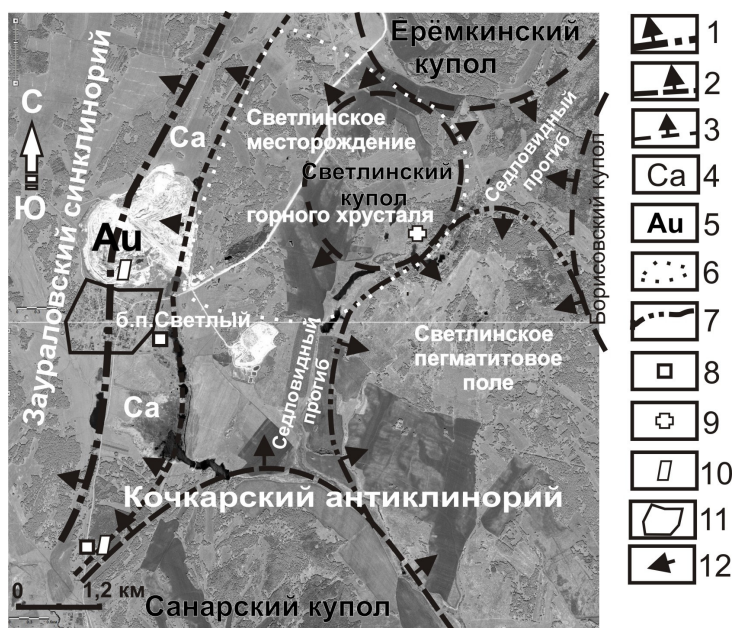 Ерёмкинский
купол
С
Ю
Зауралoвский синклинорий
Са
Светлинское
месторождение
Светлинский
купол
горного хрусталя
Седловидный
прогиб
Борисовский купол
Au
б.п.Светлый
Седловидный
прогиб
Светлинское
пегматитовое
поле
Са
Кочкарский антиклинорий
0
1,2 км
Санарский купол
1
2
3
Са
4
Au
5
6
7
8
9
10
11
12